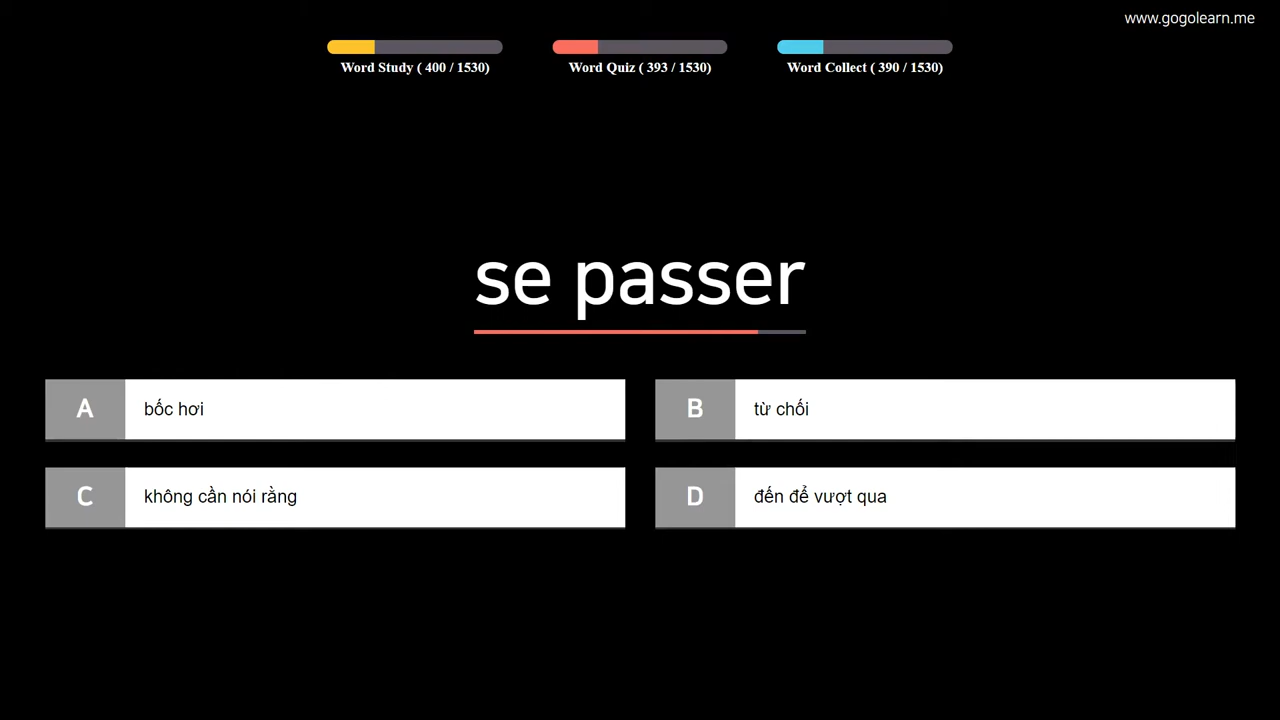 www.gogolearn.me
Word Study ( 400 / 1530)
Word Quiz ( 393 / 1530)
Word Collect ( 390 / 1530)
se passer
A bốc hơi
B từ chối
C không cần nói rằng
D đến để vượt qua